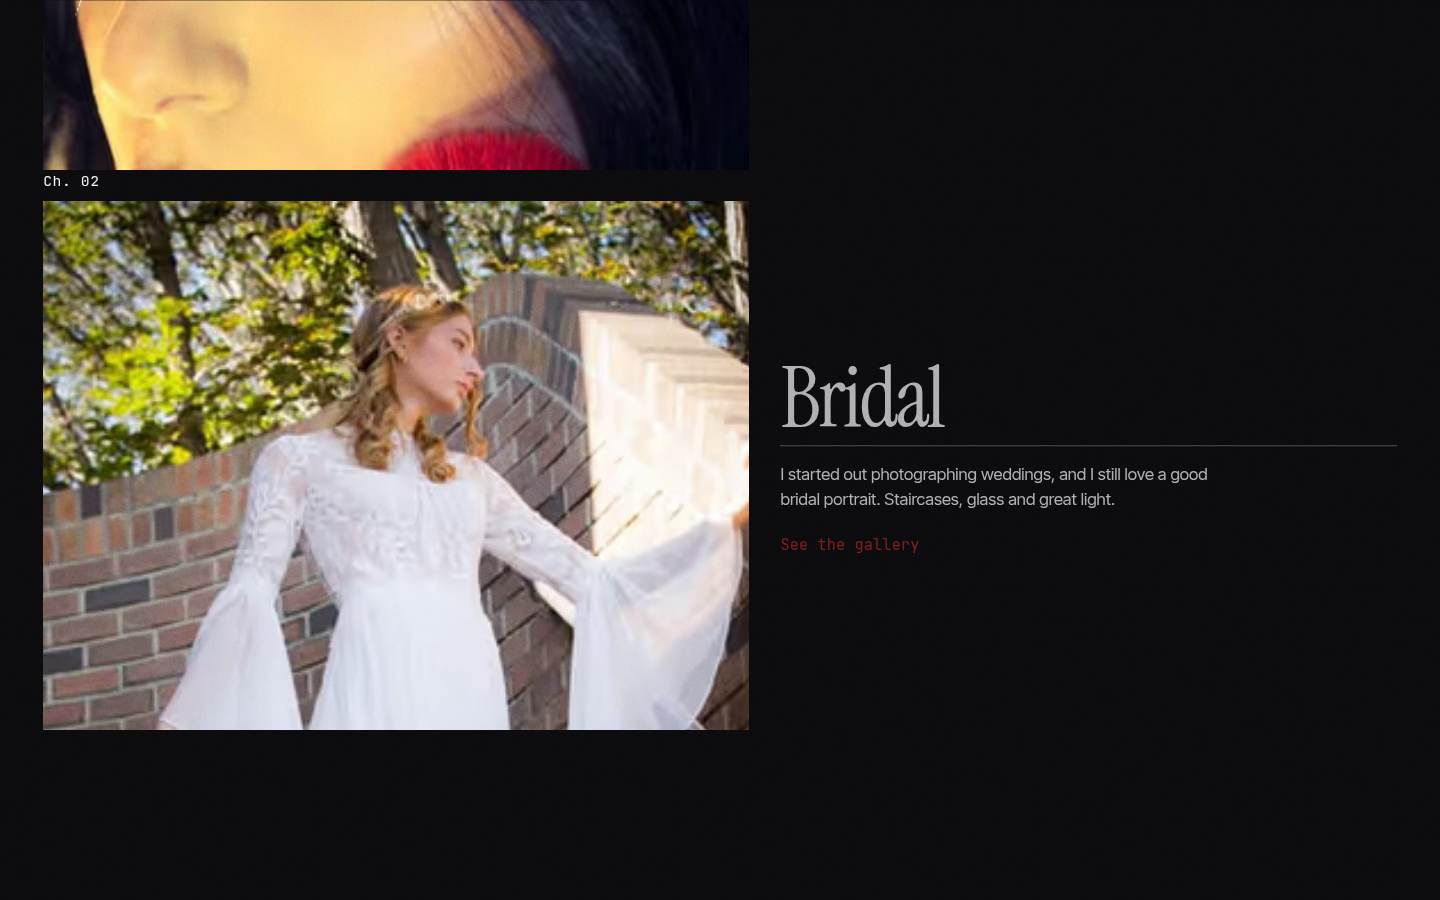 Ch. 02
Bridal
I started out photographing weddings, and I still love a good
bridal portrait. Staircases, glass and great light.
See the gallery